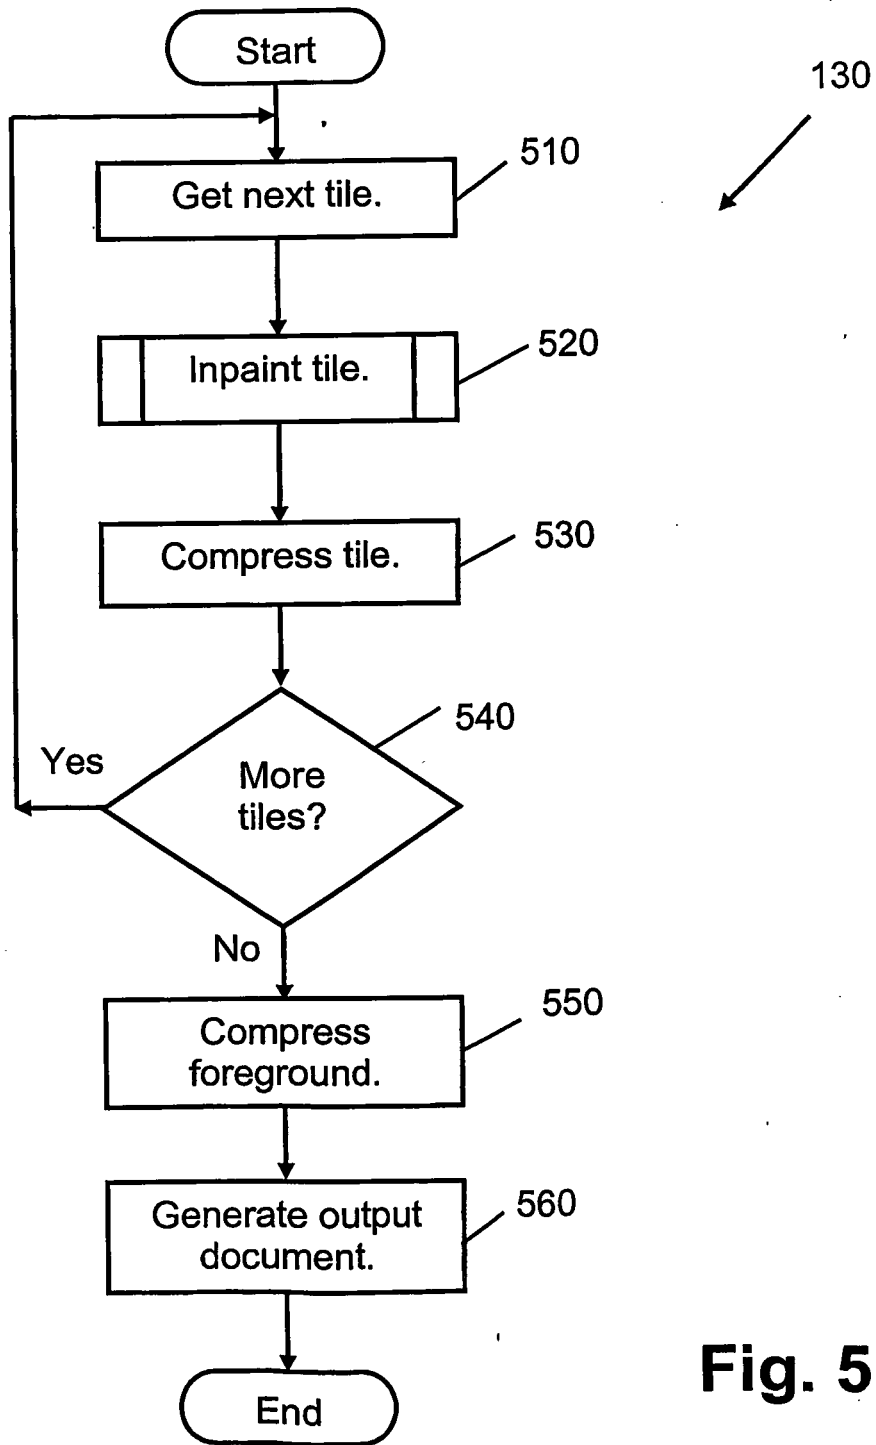 Start
130
Get next tile.
510
Inpaint tile.
520
Compress tile.
530
More
tiles?
540
Yes
No
Compress
foreground.
550
Generate output
document.
560
End
Fig. 5